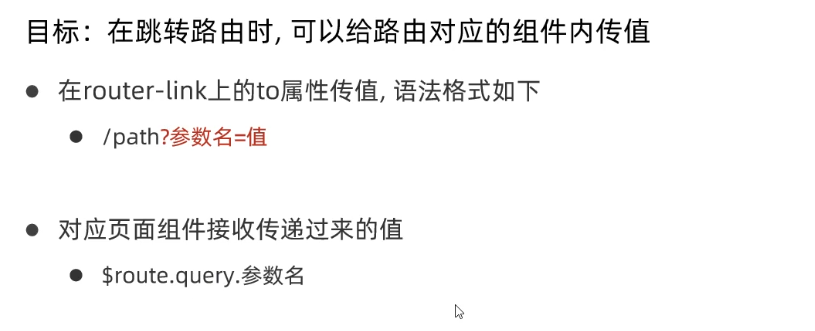 目标：在跳转路由时, 可以给路由对应的组件内传值
在router-link上的to属性传值, 语法格式如下
/path?参数名=值
对应页面组件接收传递过来的值
$route.query.参数名